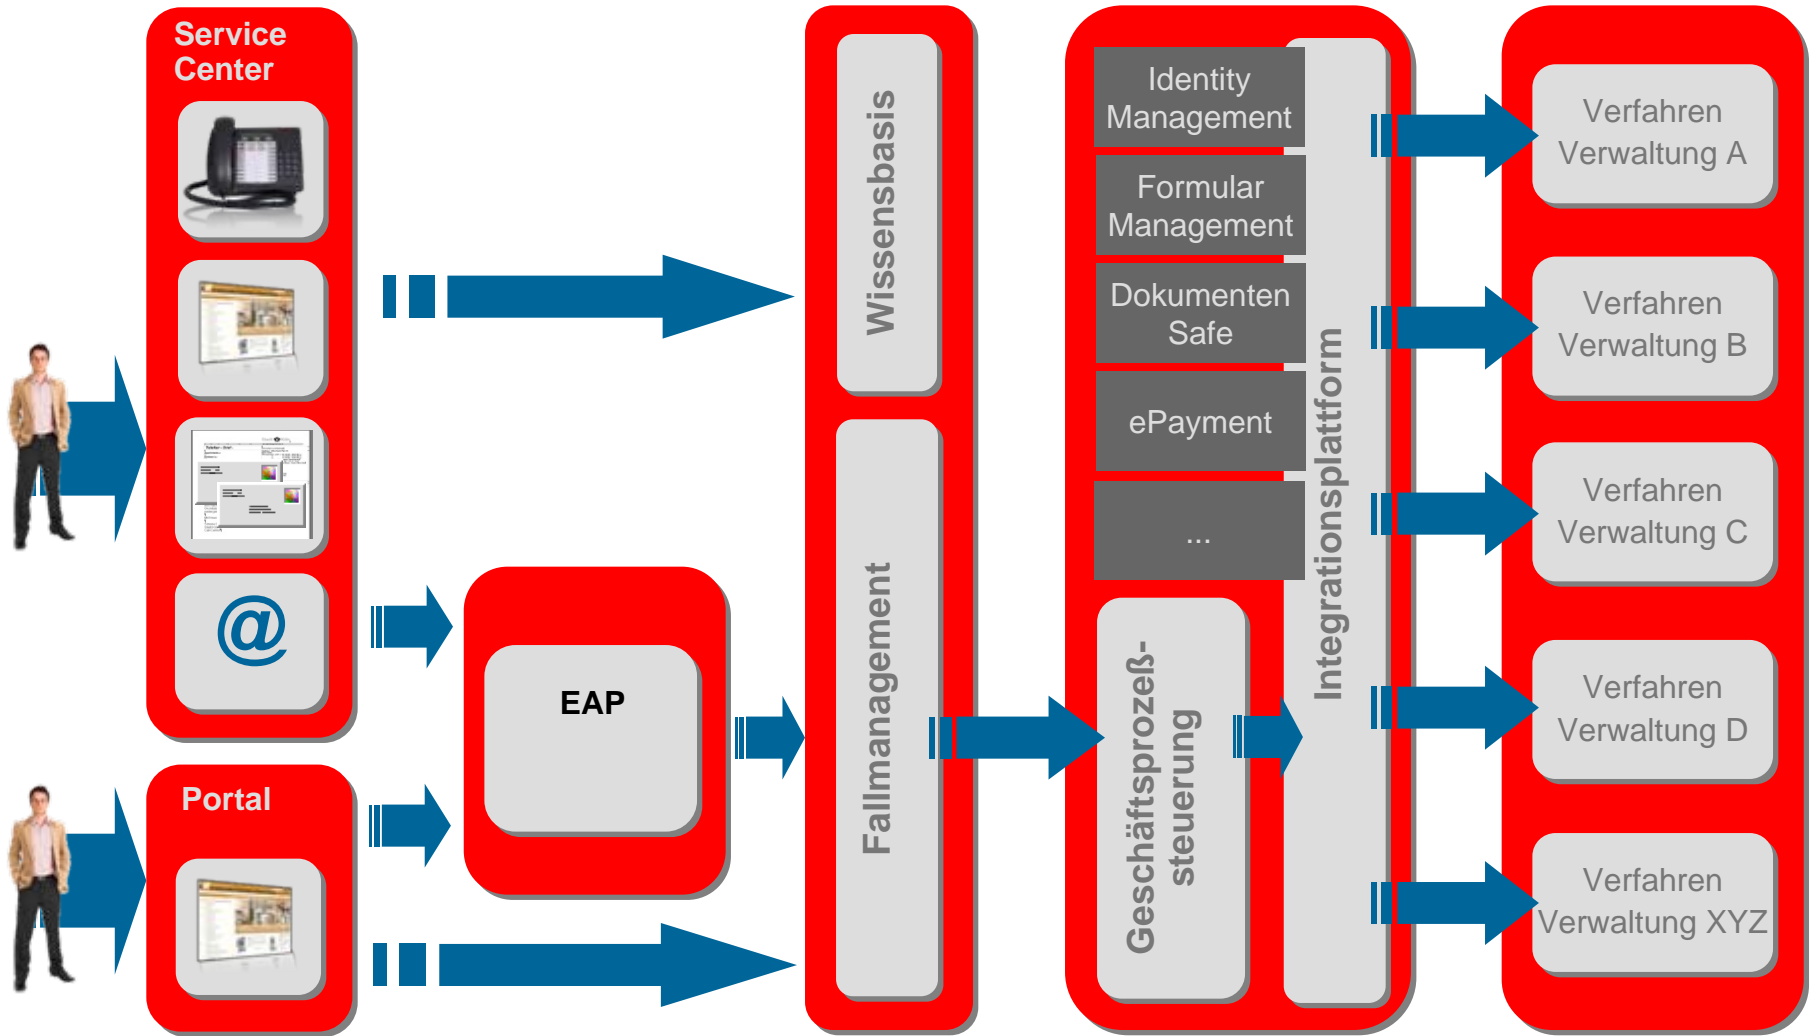 Service
Center
@
Portal
EAP
Wissensbasis
Fallmanagement
Identity
Management
Formular
Management
Dokumenten
Safe
ePayment
...
Geschäftsprozeß-
steuerung
Integrationsplattform
Verfahren
Verwaltung A
Verfahren
Verwaltung B
Verfahren
Verwaltung C
Verfahren
Verwaltung D
Verfahren
Verwaltung XYZ